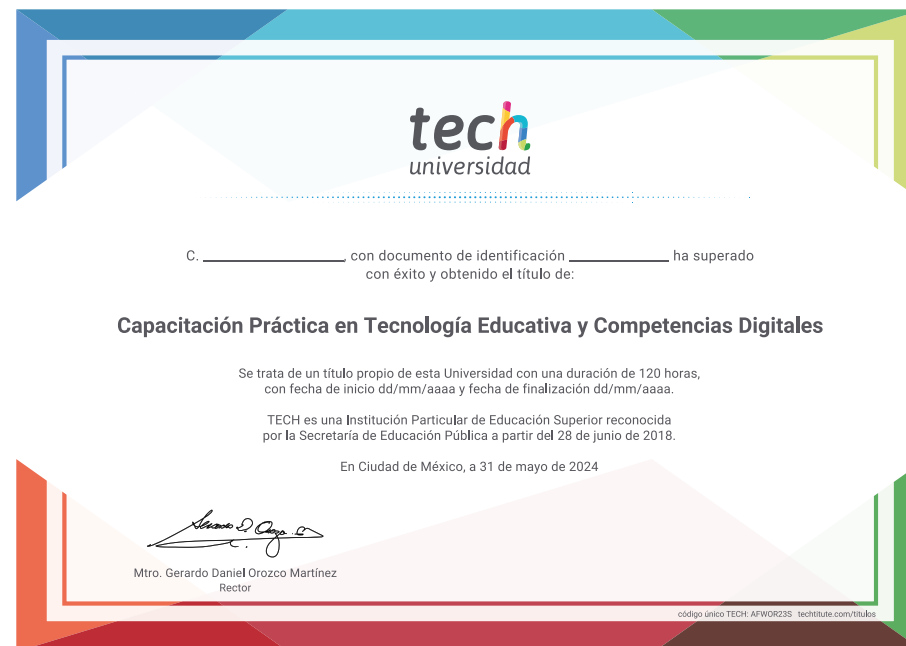 tech
universidad
C. ____________, con documento de identificación ____________ ha superado
con éxito y obtenido el título de:
Capacitación Práctica en Tecnología Educativa y Competencias Digitales
Se trata de un título propio de esta Universidad con una duración de 120 horas,
con fecha de inicio dd/mm/aaaa y fecha de finalización dd/mm/aaaa.
TECH es una Institución Particular de Educación Superior reconocida
por la Secretaría de Educación Pública a partir del 28 de junio de 2018.
En Ciudad de México, a 31 de mayo de 2024
Mtro. Gerardo Daniel Orozco Martínez
Rector
código único TECH: AFWOR23S techtitute.com/titulos